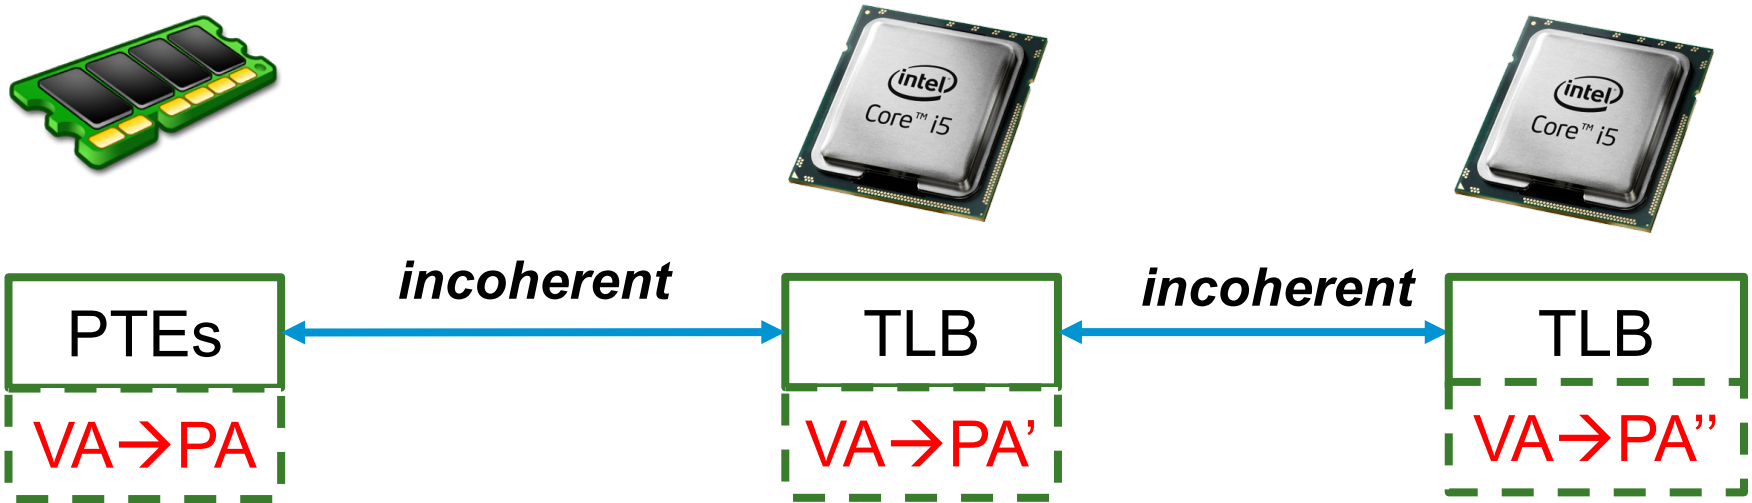 intel
Core™ i5
intel
Core™ i5
incoherent
incoherent
PTEs
TLB
TLB
VA→PA
VA→PA’
VA→PA’’